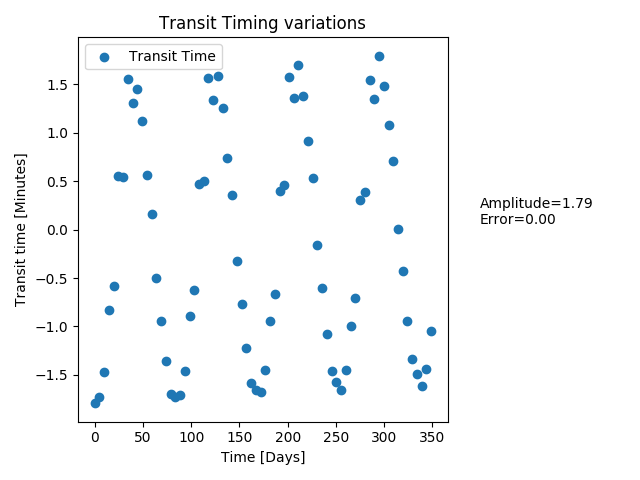 Transit Timing variations
Transit Time
1.5
1.0
0.5
0.0
−0.5
−1.0
−1.5
Transit time [Minutes]
0 50 100 150 200 250 300 350
Time [Days]
Amplitude=1.79
Error=0.00